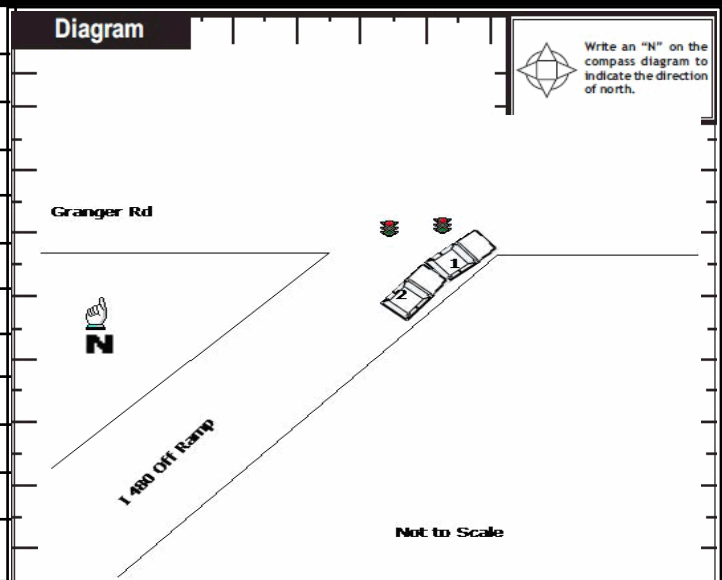 Diagram
Write an “N” on the
compass diagram to
indicate the direction
of north.
Granger Rd
1
2
N
I 480 Off Ramp
Not to Scale